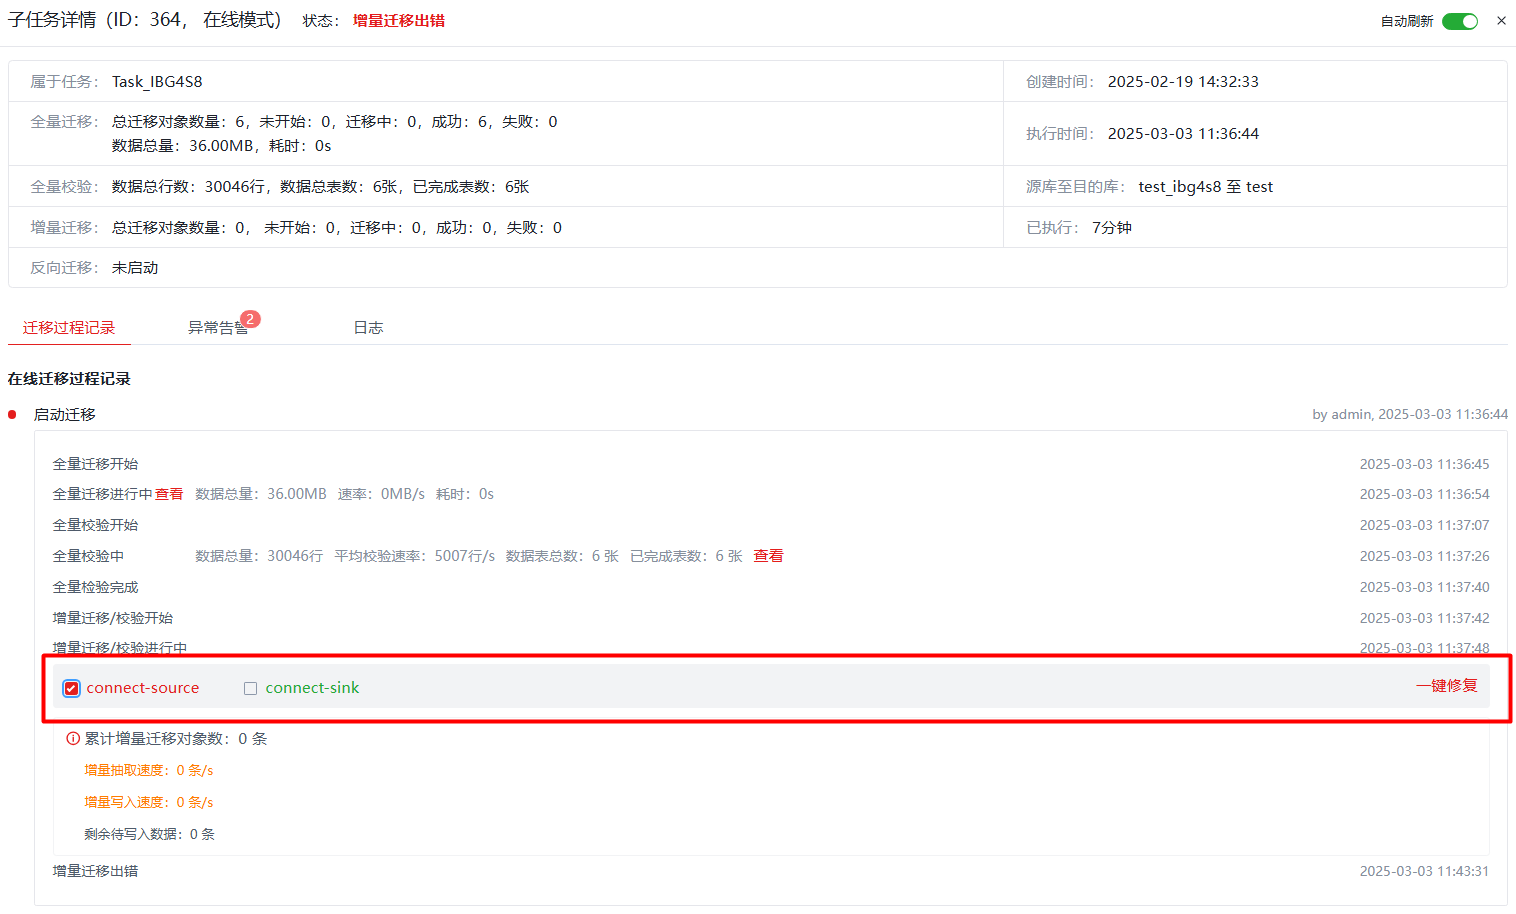 子任务详情（ID：364， 在线模式） 状态： 增量迁移出错 自动刷新
属于任务： Task_IBG4S8 创建时间： 2025-02-19 14:32:33
全量迁移： 总迁移对象数量：6，未开始：0，迁移中：0，成功：6，失败：0
数据总量：36.00MB，耗时：0s
执行时间： 2025-03-03 11:36:44
全量校验： 数据总行数：30046行，数据总表数：6张，已完成表数：6张 源库至目的库： test_ibg4s8 至 test
增量迁移： 总迁移对象数量：0， 未开始：0，迁移中：0，成功：0，失败：0 已执行： 7分钟
反向迁移： 未启动
迁移过程记录 异常告警 2 日志
在线迁移过程记录
启动迁移 by admin, 2025-03-03 11:36:44
全量迁移开始 2025-03-03 11:36:45
全量迁移进行中 查看 数据总量：36.00MB 速率：0MB/s 耗时：0s 2025-03-03 11:36:54
全量校验开始 2025-03-03 11:37:07
全量校验中 数据总量：30046行 平均校验速率：5007行/s 数据表总数：6 张 已完成表数：6 张 查看 2025-03-03 11:37:26
全量检验完成 2025-03-03 11:37:40
增量迁移/校验开始 2025-03-03 11:37:42
增量迁移/校验进行中 2025-03-03 11:37:48
connect-source connect-sink 一键修复
累计增量迁移对象数：0 条
增量抽取速度：0 条/s
增量写入速度：0 条/s
剩余待写入数据：0 条
增量迁移出错 2025-03-03 11:43:31